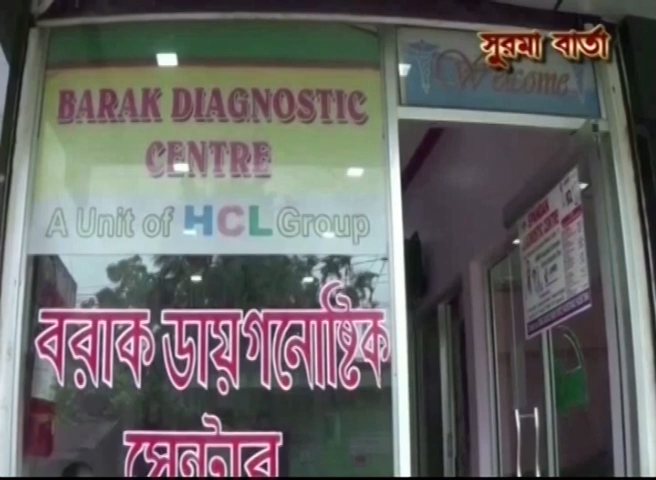 সুরমা বার্তা
Welcome
BARAK DIAGNOSTIC
CENTRE
A Unit of HCL Group
বরাক ডায়গনোষ্টিক
সেন্টার